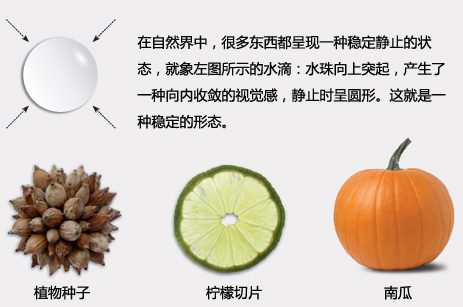 在自然界中，很多东西都呈现一种稳定静止的状
态，就象左图所示的水滴：水珠向上突起，产生了
一种向内收敛的视觉感，静止时呈圆形。这就是一
种稳定的形态。
植物种子
柠檬切片
南瓜